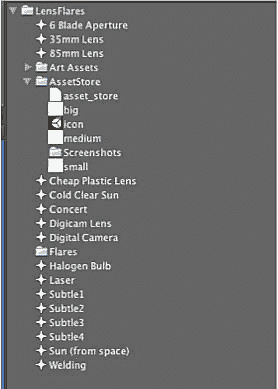 LensFlares
6 Blade Aperture
35mm Lens
85mm Lens
Art Assets
AssetStore
asset_store
big
icon
medium
Screenshots
small
Cheap Plastic Lens
Cold Clear Sun
Concert
Digicam Lens
Digital Camera
Flares
Halogen Bulb
Laser
Subtle1
Subtle2
Subtle3
Subtle4
Sun (from space)
Welding